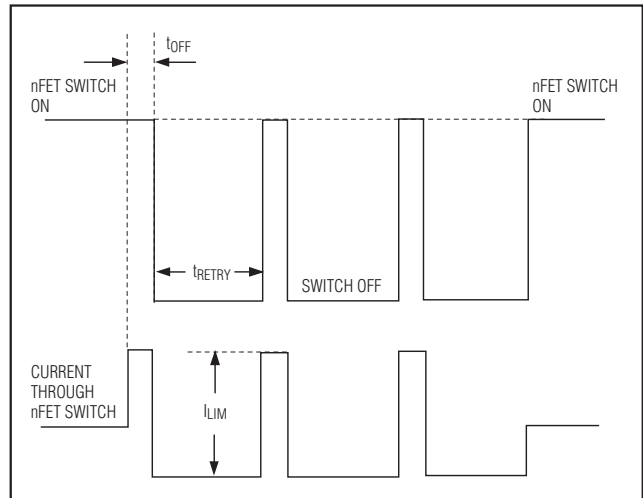 tOFF
nFET SWITCH
ON
nFET SWITCH
ON
tRETRY
SWITCH OFF
CURRENT
THROUGH
nFET SWITCH
ILIM